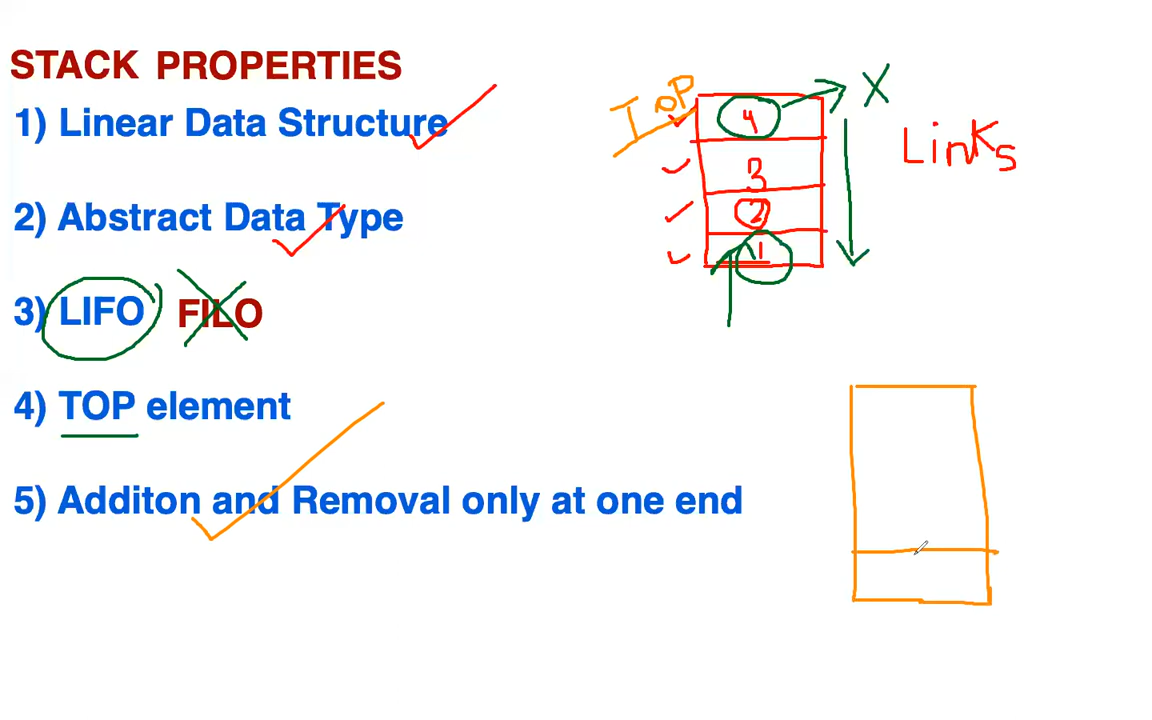 STACK PROPERTIES
1) Linear Data Structure
2) Abstract Data Type
3) LIFO FILO
4) TOP element
5) Additon and Removal only at one end
TOP
X
4
3
2
1
Links